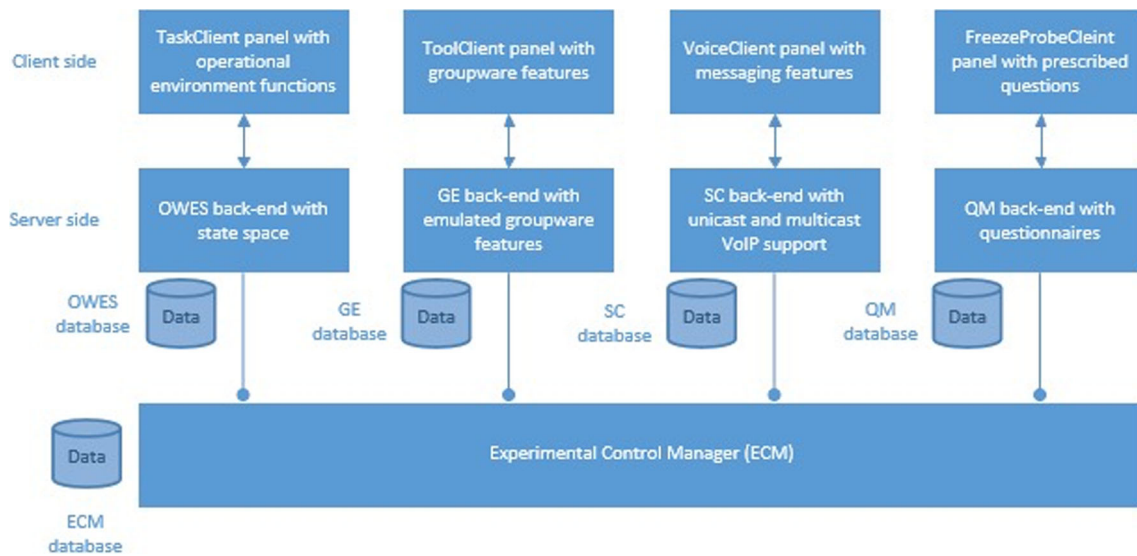 Client side
TaskClient panel with
operational
environment functions
ToolClient panel with
groupware features
VoiceClient panel with
messaging features
FreezeProbeCleint
panel with prescribed
questions
Server side
OWES back-end with
state space
GE back-end with
emulated groupware
features
SC back-end with
unicast and multicast
VoIP support
QM back-end with
questionnaires
OWES
database
Data
GE
database
Data
SC
database
Data
QM
database
Data
Data
ECM
database
Experimental Control Manager (ECM)